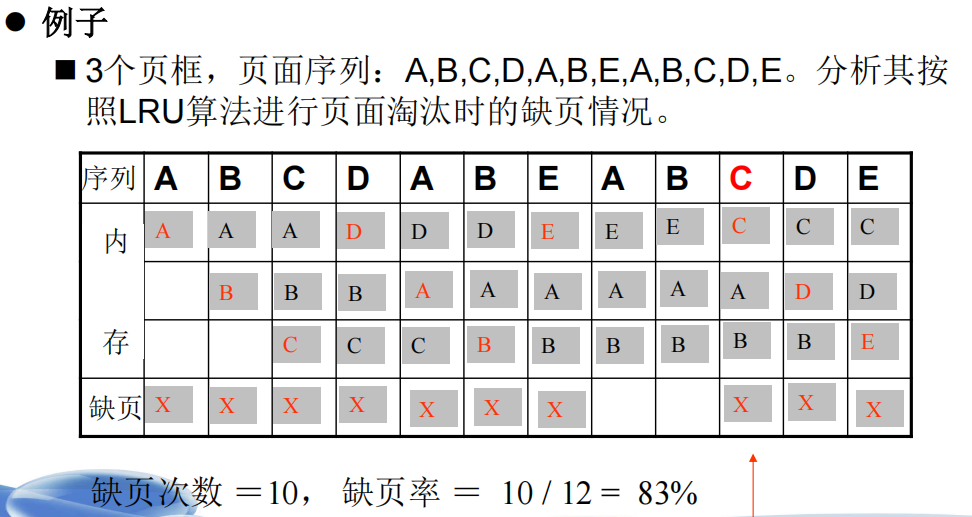 ● 例子
■ 3个页框，页面序列：A,B,C,D,A,B,E,A,B,C,D,E。分析其按
照LRU算法进行页面淘汰时的缺页情况。
序列 A B C D A B E A B C D E
内 A A A D D D E E E C C C
B B B A A A A A A D D
存 C C C B B B B B B E
缺页 X X X X X X X X X X
缺页次数 ＝10， 缺页率 ＝ 10 / 12 = 83%